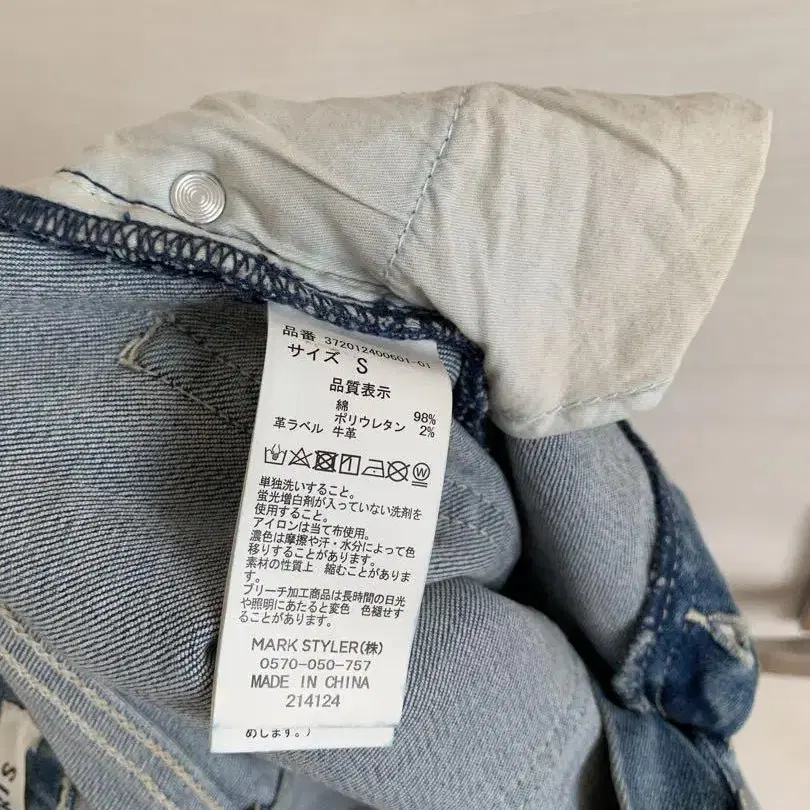 品番 372012400601-01
サイズ S
品質表示
綿 98%
ポリウレタン 2%
革ラベル 牛革
単独洗いすること。
蛍光増白剤が入っていない洗剤を
使用すること。
アイロンは当て布使用。
濃色は摩擦や汗・水分によって色
移りすることがあります。
素材の性質上 縮むことがありま
す。
ブリーチ加工商品は長時間の日光
や照明にあたると変色 色褪せす
ることがあります。
MARK STYLER(株)
0570-050-757
MADE IN CHINA
214124
めします。)